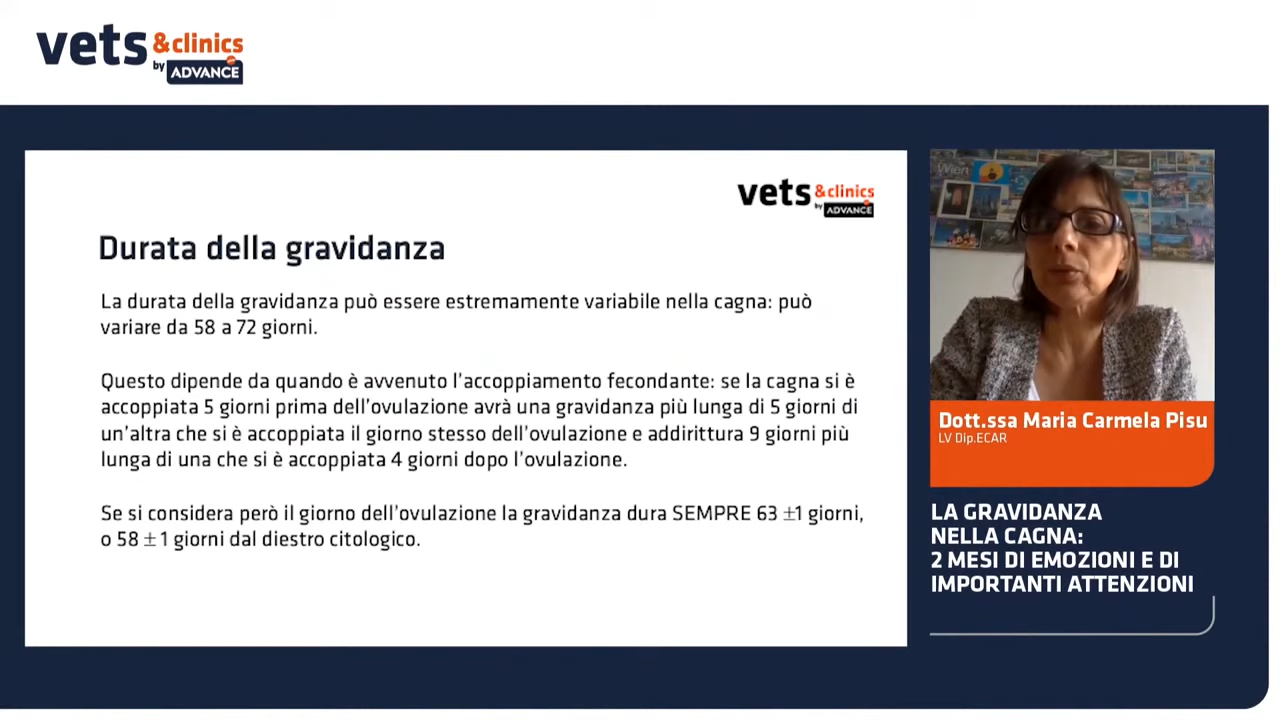 vets &clinics
by ADVANCE
vets &clinics
by ADVANCE
Durata della gravidanza
La durata della gravidanza può essere estremamente variabile nella cagna: può
variare da 58 a 72 giorni.
Questo dipende da quando è avvenuto l'accoppiamento fecondante: se la cagna si è
accoppiata 5 giorni prima dell'ovulazione avrà una gravidanza più lunga di 5 giorni di
un'altra che si è accoppiata il giorno stesso dell'ovulazione e addirittura 9 giorni più
lunga di una che si è accoppiata 4 giorni dopo l'ovulazione.
Se si considera però il giorno dell'ovulazione la gravidanza dura SEMPRE 63 ±1 giorni,
o 58 ± 1 giorni dal diestro citologico.
Wien
Dott.ssa Maria Carmela Pisu
LV Dip.ECAR
LA GRAVIDANZA
NELLA CAGNA:
2 MESI DI EMOZIONI E DI
IMPORTANTI ATTENZIONI